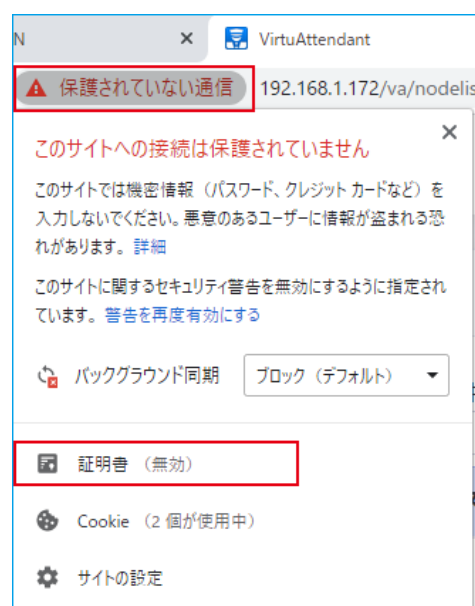 N
VirtuAttendant
保護されていない通信
192.168.1.172/va/nodelis
このサイトへの接続は保護されていません
このサイトでは機密情報（パスワード、クレジット カードなど）を
入力しないでください。悪意のあるユーザーに情報が盗まれる恐
れがあります。詳細
このサイトに関するセキュリティ警告を無効にするように指定され
ています。警告を再度有効にする
バックグラウンド同期
ブロック（デフォルト）
証明書（無効）
Cookie（2 個が使用中）
サイトの設定